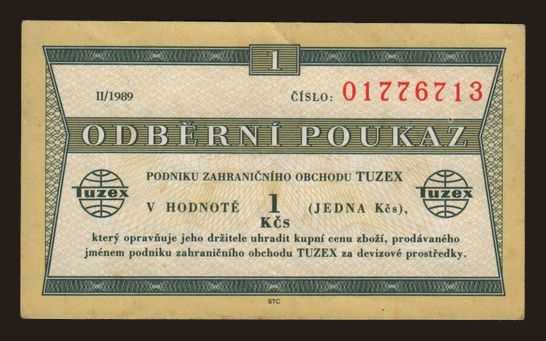 1
II/1989 ČÍSLO: 01776713
ODBĚRNÍ POUKAZ
PODNIKU ZAHRANIČNÍHO OBCHODU TUZEX
Tuzex V HODNOTĚ 1 (JEDNA Kčs), Tuzex
Kčs
který opravňuje jeho držitele uhradit kupní cenu zboží, prodávaného
jménem podniku zahraničního obchodu TUZEX za devizové prostředky.
STC